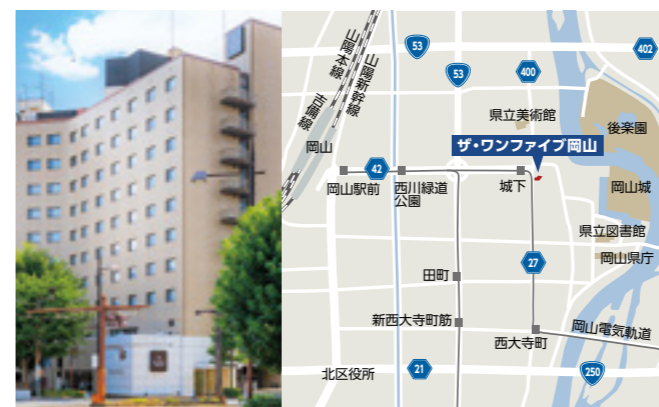 53
402
山陽本線
山陽新幹線
吉備線
53
400
県立美術館
後楽園
ザ・ワンファイブ岡山
岡山
42
岡山駅前
西川緑道
公園
城下
岡山城
県立図書館
岡山県庁
27
田町
新西大寺町筋
西大寺町
岡山電気軌道
北区役所
21
250